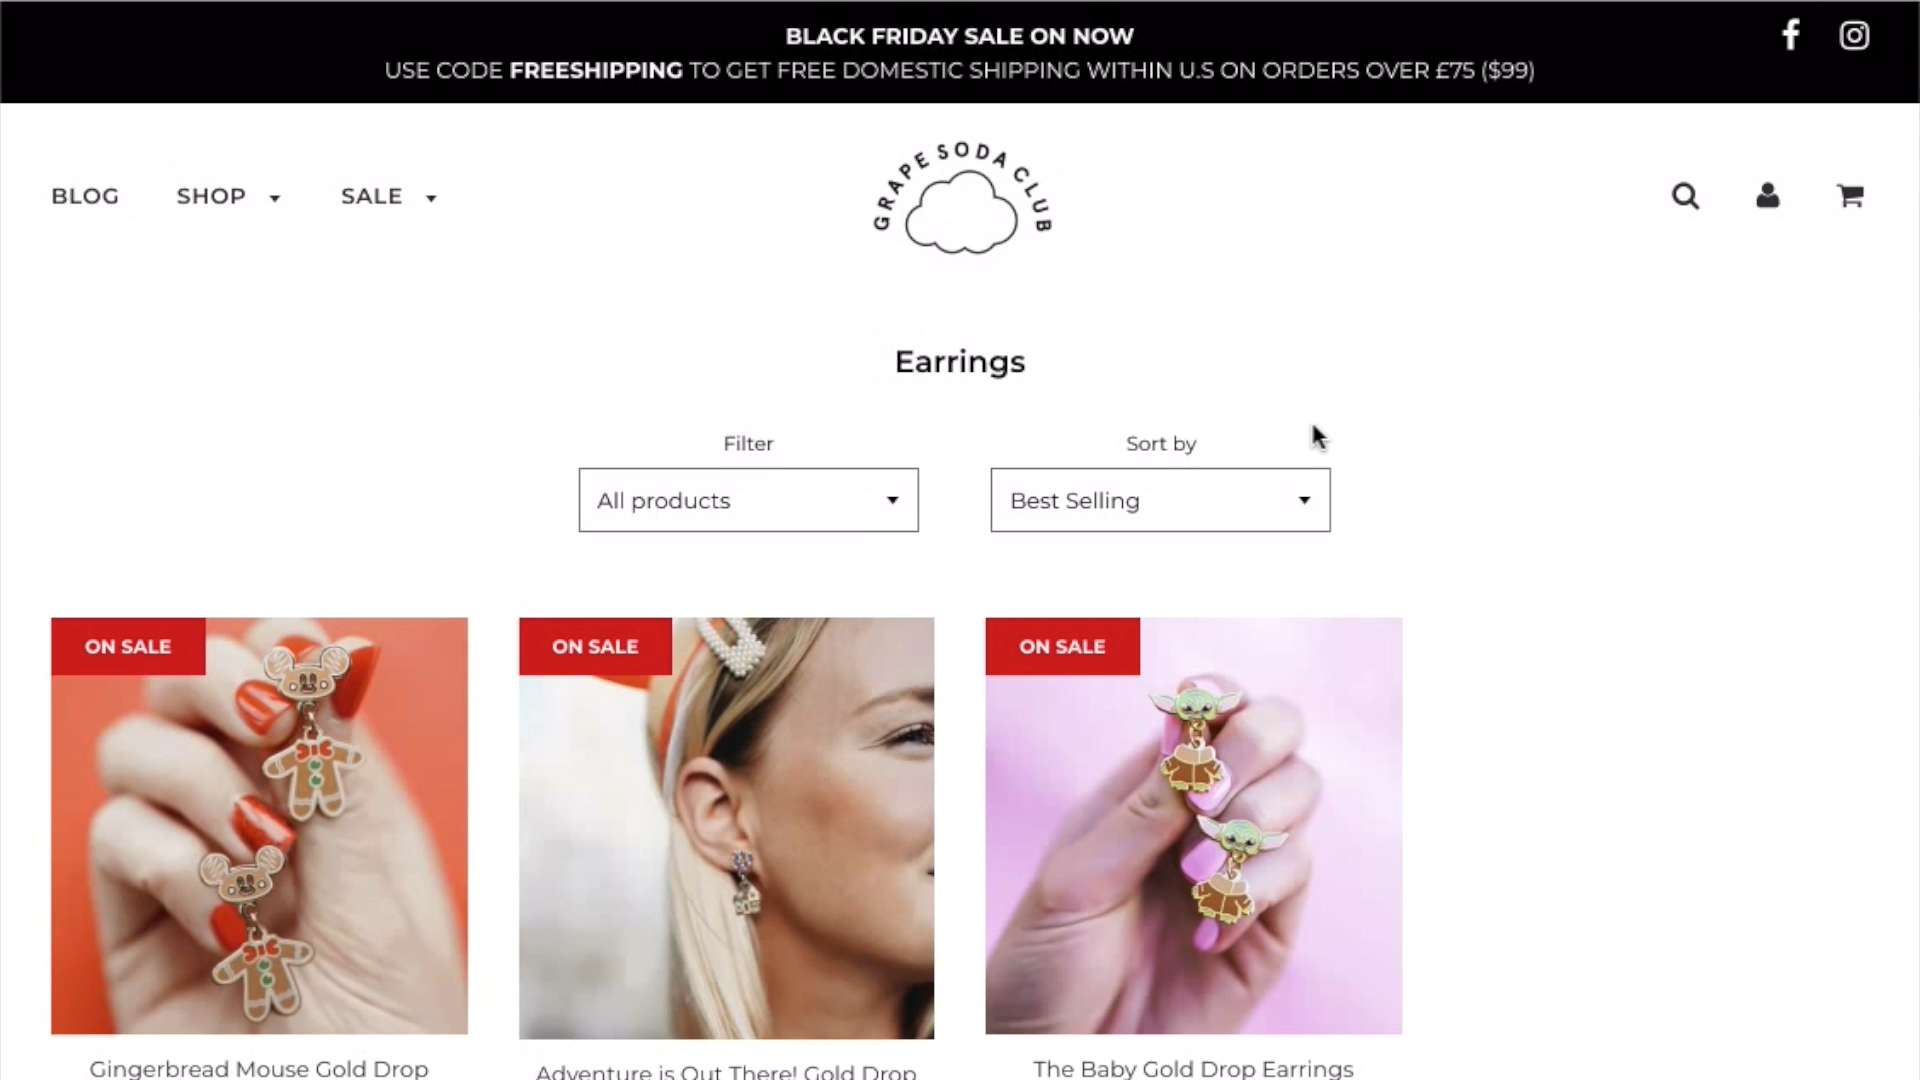 BLACK FRIDAY SALE ON NOW
USE CODE FREESHIPPING TO GET FREE DOMESTIC SHIPPING WITHIN U.S ON ORDERS OVER £75 ($99)
BLOG
SHOP
SALE
GRAPE SODA CLUB
Earrings
Filter
Sort by
All products
Best Selling
ON SALE
ON SALE
ON SALE
Gingerbread Mouse Gold Drop
Adventure is Out There! Gold Drop
The Baby Gold Drop Earrings